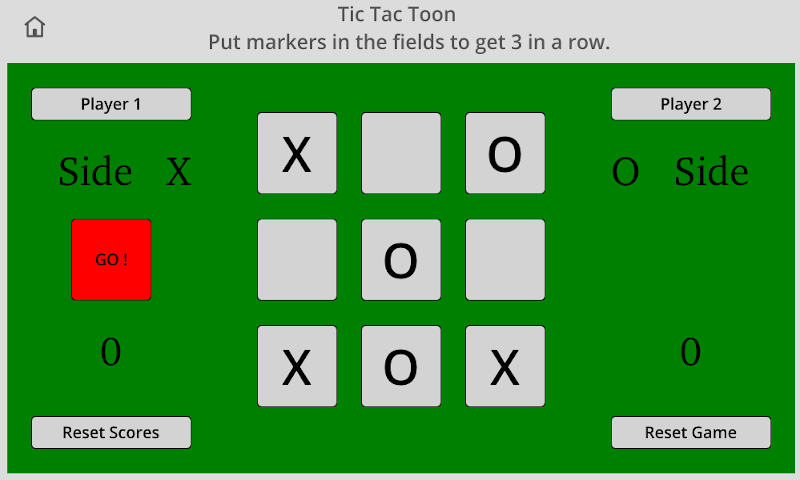 Tic Tac Toon
Put markers in the fields to get 3 in a row.
Player 1
Player 2
Side X
O Side
X O
GO !
O
X O X
0
0
Reset Scores
Reset Game